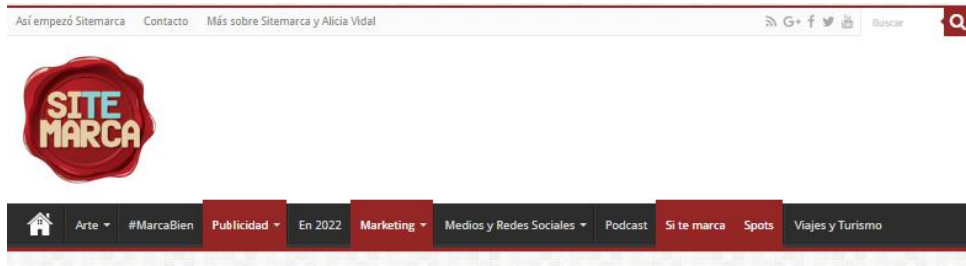 Así empezó Sitemarca Contacto Más sobre Sitemarca y Alicia Vidal G+ f Buscar
SITE
MARCA
Arte #MarcaBien Publicidad En 2022 Marketing Medios y Redes Sociales Podcast Si te marca Spots Viajes y Turismo